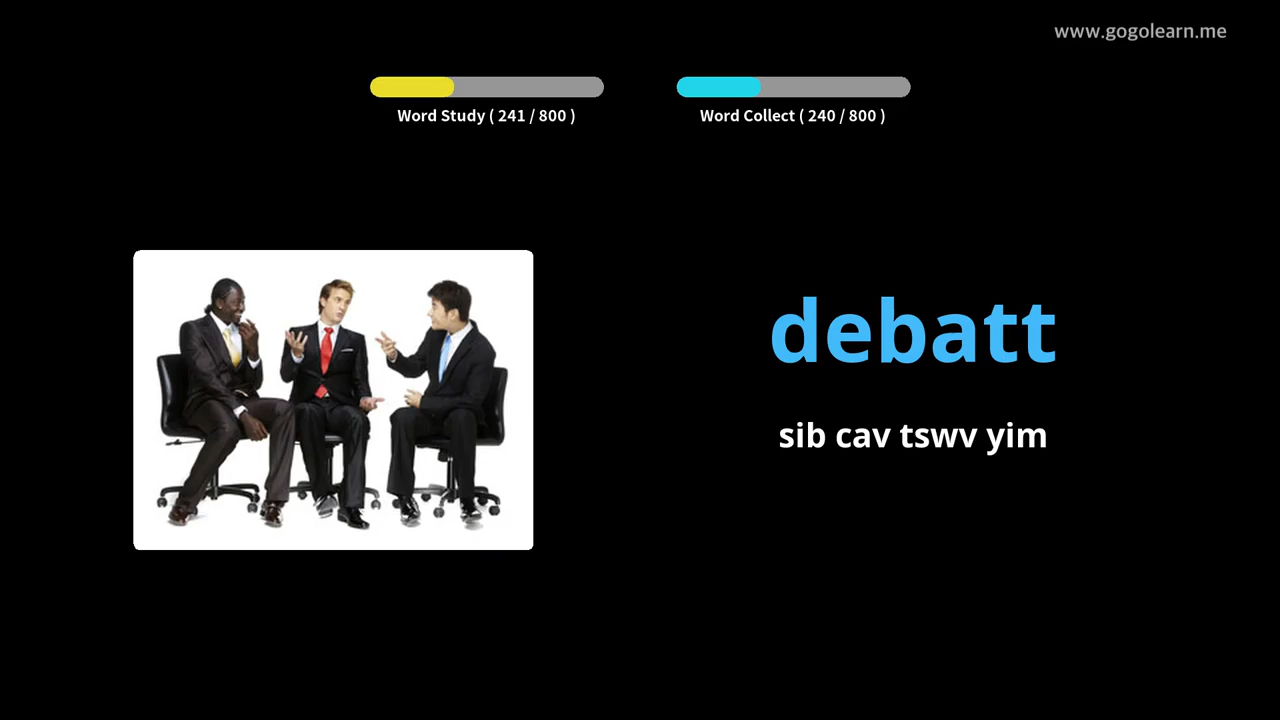 www.gogolearn.me
Word Study ( 241 / 800 )
Word Collect ( 240 / 800 )
debatt
sib cav tswv yim